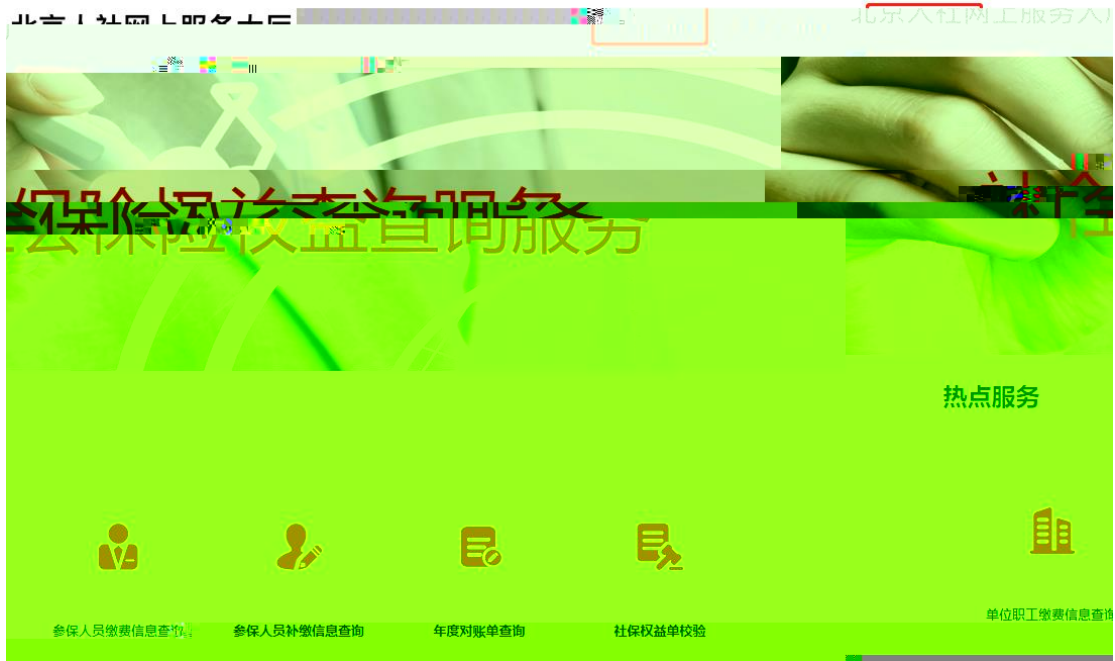 北京人社网上服务大厅
北京人社网上服务大厅
社会保险权益查询服务
热点服务
参保人员缴费信息查询
参保人员补缴信息查询
年度对账单查询
社保权益单校验
单位职工缴费信息查询